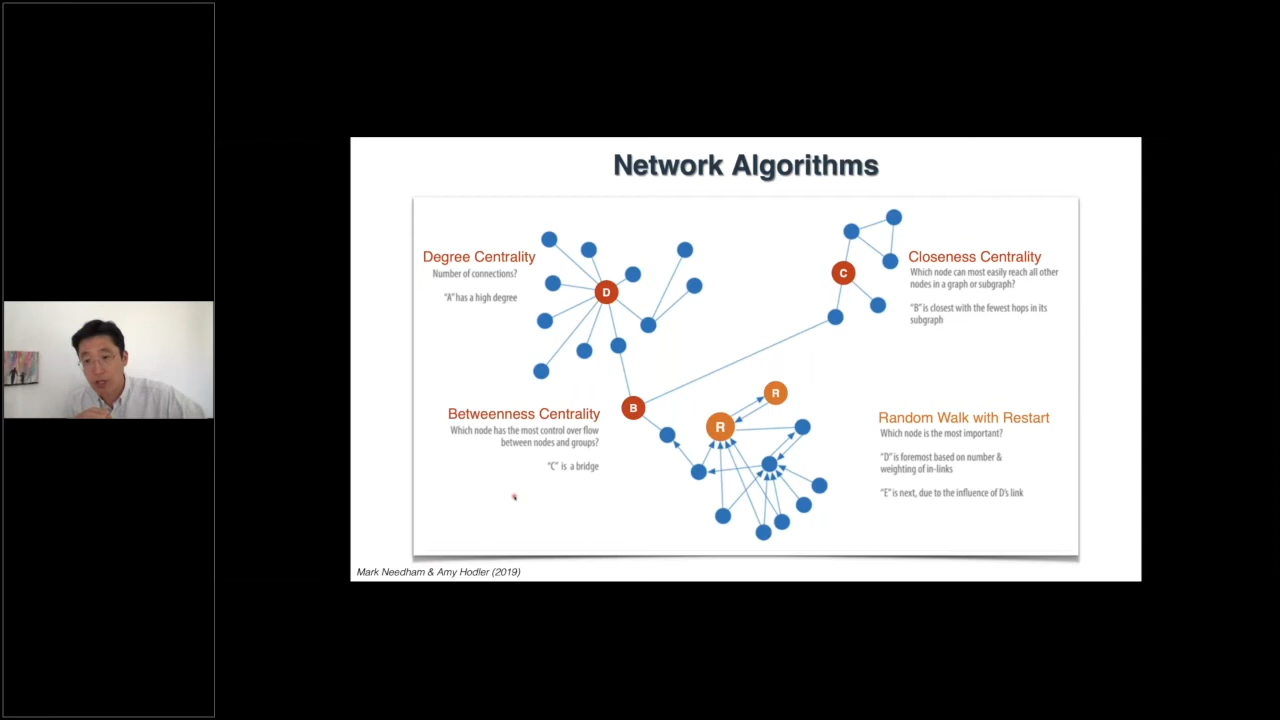 Network Algorithms
Degree Centrality
Number of connections?
"A" has a high degree
D
C
Closeness Centrality
Which node can most easily reach all other
nodes in a graph or subgraph?
"B" is closest with the fewest hops in its
subgraph
Betweenness Centrality
Which node has the most control over flow
between nodes and groups?
"C" is a bridge
B
R
R
Random Walk with Restart
Which node is the most important?
"D" is foremost based on number &
weighting of in-links
"E" is next, due to the influence of D's link
Mark Needham & Amy Hodler (2019)